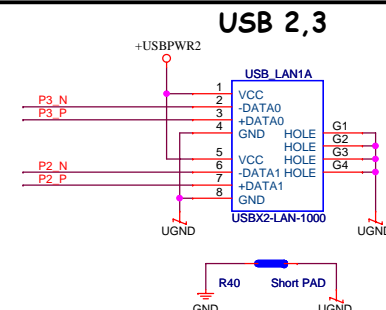 USB 2,3
+USBPWR2
USB_LAN1A
1 VCC
P3_N 2 -DATA0
P3_P 3 +DATA0
4 GND HOLE G1
HOLE G2
5 VCC HOLE G3
P2_N 6 -DATA1 HOLE G4
P2_P 7 +DATA1
8 GND
USBX2-LAN-1000
UGND UGND
R40 Short PAD
GND UGND